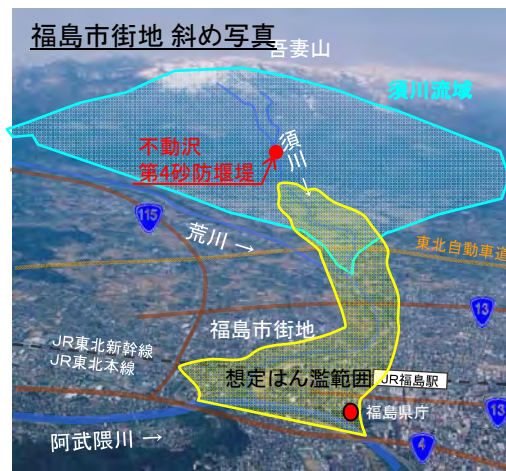 福島市街地 斜め写真
吾妻山
須川流域
不動沢
第4砂防堰堤
須川→
115
荒川 →
東北自動車道
13
福島市街地
JR東北新幹線
JR東北本線
想定はん濫範囲
JR福島駅
福島県庁
13
阿武隈川 →
4